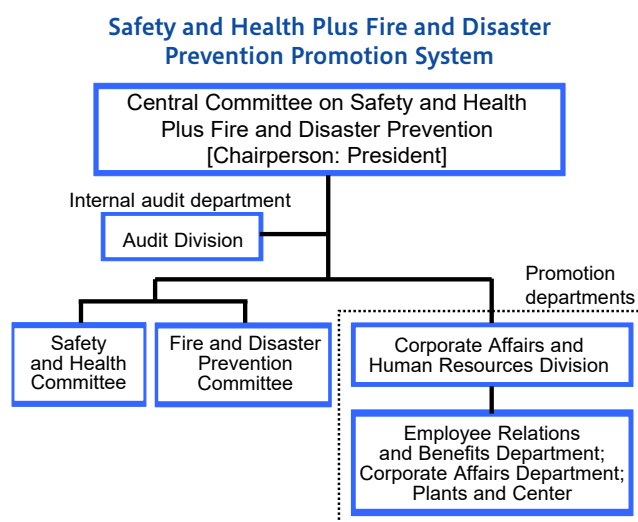 Safety and Health Plus Fire and Disaster
Prevention Promotion System
Central Committee on Safety and Health
Plus Fire and Disaster Prevention
[Chairperson: President]
Internal audit department
Audit Division
Promotion
departments
Safety
and Health
Committee
Fire and Disaster
Prevention
Committee
Corporate Affairs and
Human Resources Division
Employee Relations
and Benefits Department;
Corporate Affairs Department;
Plants and Center